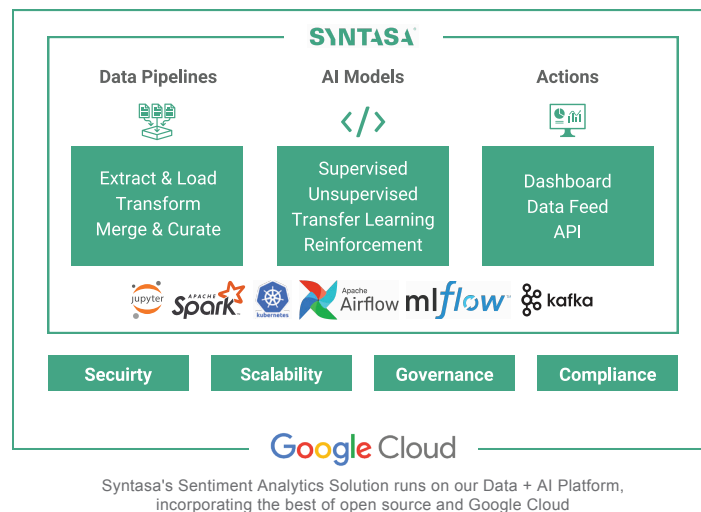 SYNTASA
Data Pipelines
AI Models
Actions
Extract & Load
Transform
Merge & Curate
Supervised
Unsupervised
Transfer Learning
Reinforcement
Dashboard
Data Feed
API
jupyter
APACHE
Spark
kubernetes
Apache
Airflow
mlflow
kafka
Secuirty
Scalability
Governance
Compliance
Google Cloud
Syntasa's Sentiment Analytics Solution runs on our Data + AI Platform,
incorporating the best of open source and Google Cloud